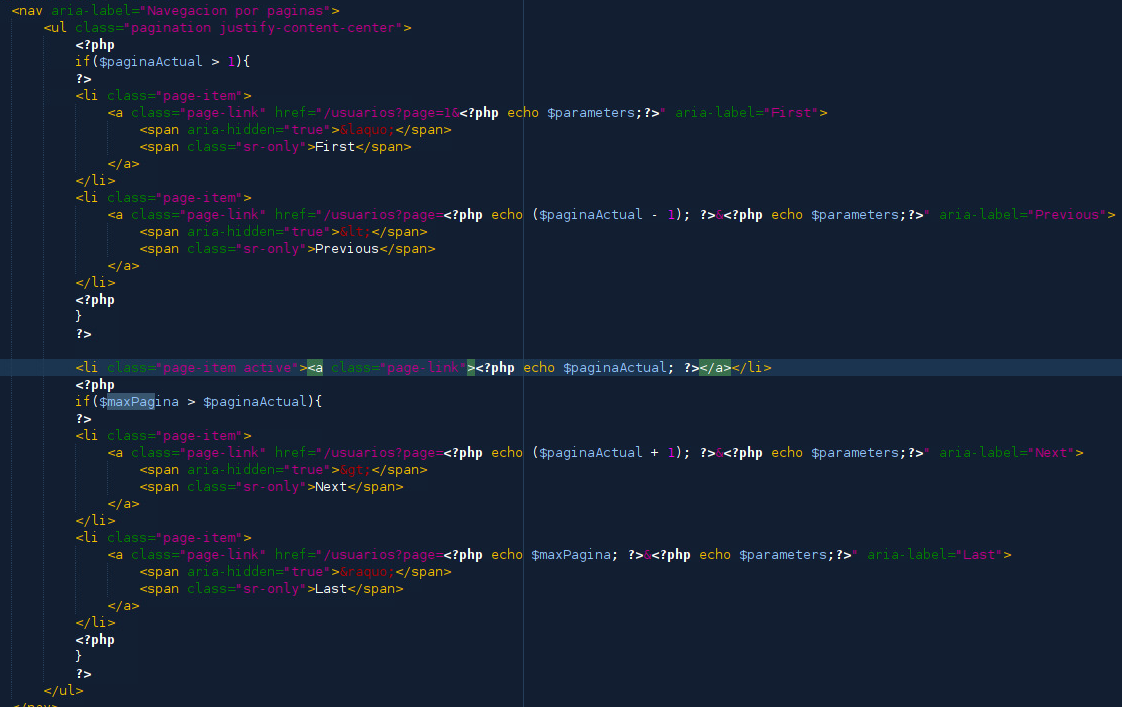 <nav aria-label="Navegacion por paginas">
<ul class="pagination justify-content-center">
<?php
if($paginaActual > 1){
?>
<li class="page-item">
<a class="page-link" href="/usuarios?page=1&<?php echo $parameters;?>" aria-label="First">
<span aria-hidden="true">&laquo;</span>
<span class="sr-only">First</span>
</a>
</li>
<li class="page-item">
<a class="page-link" href="/usuarios?page=<?php echo ($paginaActual - 1); ?>&<?php echo $parameters;?>" aria-label="Previous">
<span aria-hidden="true">&lt;</span>
<span class="sr-only">Previous</span>
</a>
</li>
<?php
}
?>
<li class="page-item active"><a class="page-link"><?php echo $paginaActual; ?></a></li>
<?php
if($maxPagina > $paginaActual){
?>
<li class="page-item">
<a class="page-link" href="/usuarios?page=<?php echo ($paginaActual + 1); ?>&<?php echo $parameters;?>" aria-label="Next">
<span aria-hidden="true">&gt;</span>
<span class="sr-only">Next</span>
</a>
</li>
<li class="page-item">
<a class="page-link" href="/usuarios?page=<?php echo $maxPagina; ?>&<?php echo $parameters;?>" aria-label="Last">
<span aria-hidden="true">&raquo;</span>
<span class="sr-only">Last</span>
</a>
</li>
<?php
}
?>
</ul>
</nav>